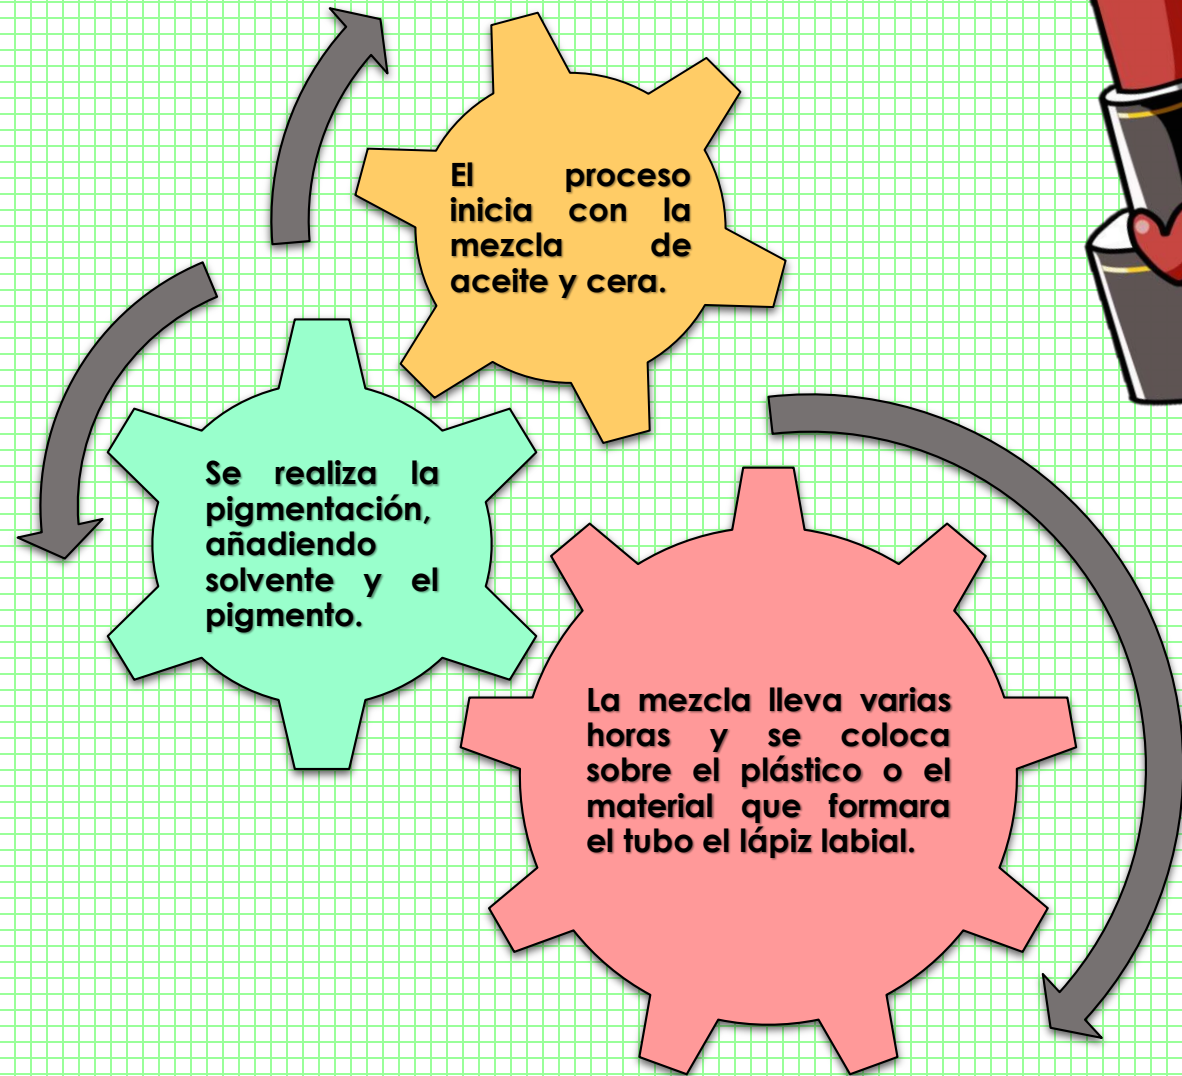 El proceso
inicia con la
mezcla de
aceite y cera.
Se realiza la
pigmentación,
añadiendo
solvente y el
pigmento.
La mezcla lleva varias
horas y se coloca
sobre el plástico o el
material que formara
el tubo el lápiz labial.